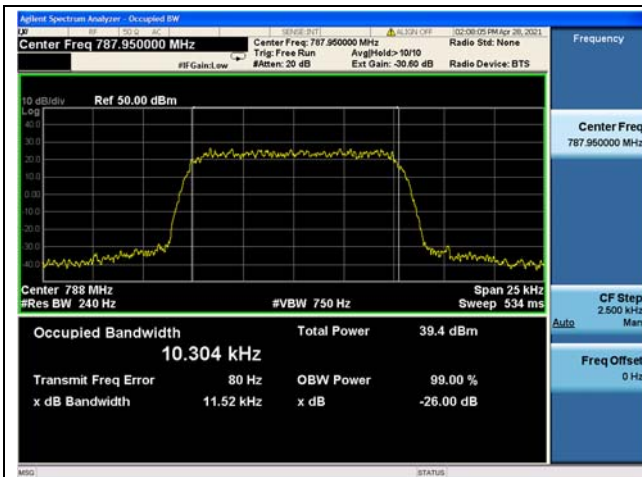 Agilent Spectrum Analyzer - Occupied BW
LXI RF 50 Ω AC SENSE:INT ALIGN OFF 02:08:05 PM Apr 28, 2021
Center Freq 787.950000 MHz
Center Freq: 787.950000 MHz
Radio Std: None
Trig: Free Run
Avg|Hold:> 10/10
#IFGain:Low
#Atten: 20 dB
Ext Gain: -30.60 dB
Radio Device: BTS
10 dB/div
Ref 50.00 dBm
Log
40.0
30.0
20.0
10.0
0.00
-10.0
-20.0
-30.0
-40.0
Center 788 MHz
Span 25 kHz
#Res BW 240 Hz
#VBW 750 Hz
Sweep 534 ms
Occupied Bandwidth
Total Power
39.4 dBm
10.304 kHz
Transmit Freq Error
80 Hz
OBW Power
99.00 %
x dB Bandwidth
11.52 kHz
x dB
-26.00 dB
MSG
STATUS
Frequency
Center Freq
787.950000 MHz
CF Step
2.500 kHz
Auto Man
Freq Offset
0 Hz